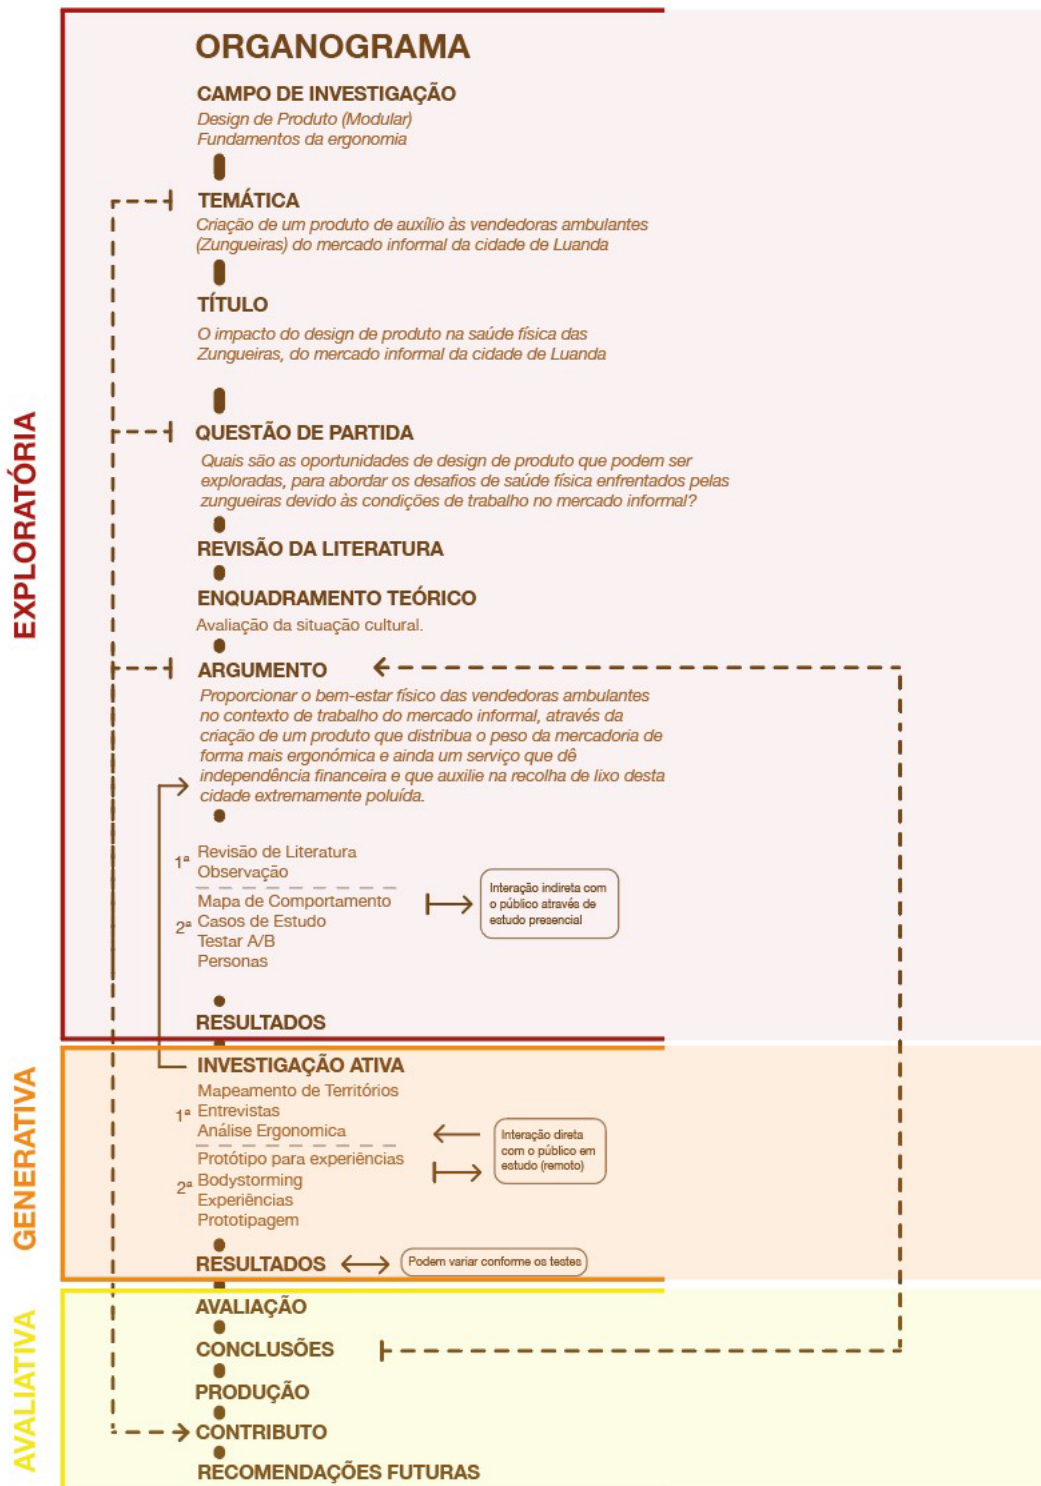 ORGANOGRAMA
CAMPO DE INVESTIGAÇÃO
Design de Produto (Modular)
Fundamentos da ergonomia
TEMÁTICA
Criação de um produto de auxílio às vendedoras ambulantes
(Zungueiras) do mercado informal da cidade de Luanda
TÍTULO
O impacto do design de produto na saúde física das
Zungueiras, do mercado informal da cidade de Luanda
QUESTÃO DE PARTIDA
Quais são as oportunidades de design de produto que podem ser
exploradas, para abordar os desafios de saúde física enfrentados pelas
zungueiras devido às condições de trabalho no mercado informal?
REVISÃO DA LITERATURA
ENQUADRAMENTO TEÓRICO
Avaliação da situação cultural.
ARGUMENTO
Proporcionar o bem-estar físico das vendedoras ambulantes
no contexto de trabalho do mercado informal, através da
criação de um produto que distribua o peso da mercadoria de
forma mais ergonómica e ainda um serviço que dê
independência financeira e que auxilie na recolha de lixo desta
cidade extremamente poluída.
1ª
Revisão de Literatura
Observação
2ª
Mapa de Comportamento
Casos de Estudo
Testar A/B
Personas
Interação indireta com
o público através de
estudo presencial
RESULTADOS
EXPLORATÓRIA
INVESTIGAÇÃO ATIVA
1ª
Mapeamento de Territórios
Entrevistas
Análise Ergonomica
2ª
Protótipo para experiências
Bodystorming
Experiências
Prototipagem
Interação direta
com o público em
estudo (remoto)
RESULTADOS
Podem variar conforme os testes
GENERATIVA
AVALIAÇÃO
CONCLUSÕES
PRODUÇÃO
CONTRIBUTO
RECOMENDAÇÕES FUTURAS
AVALIATIVA